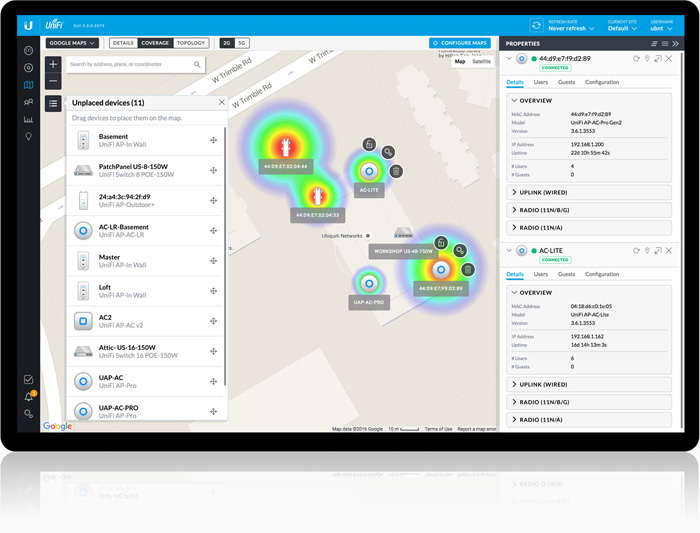 U UniFi GUI 5.0.0.2075
REFRESH RATE
Never refresh
CURRENT SITE
Default
USERNAME
ubnt
GOOGLE MAPS
DETAILS COVERAGE TOPOLOGY
2G 5G
CONFIGURE MAPS
PROPERTIES
Search by address, place, or coordinates
Map Satellite
W Trimble Rd
W Trimble Rd
Unplaced devices (11)
Drag devices to place them on the map.
Basement
UniFi AP-In Wall
PatchPanel US-8-150W
UniFi Switch 8 POE-150W
24:a4:3c:94:2f:d9
UniFi AP-Outdoor+
AC-LR-Basement
UniFi AP-AC-LR
Master
UniFi AP-In Wall
Loft
UniFi AP-In Wall
AC2
UniFi AP-AC v2
Attic- US-16-150W
UniFi Switch 16 POE-150W
UAP-AC
UniFi AP-Pro
UAP-AC-PRO
UniFi AP-Pro
44:D9:E7:02:04:44
44:D9:E7:02:04:33
AC-LITE
Ubiquiti Networks
WORKSHOP US-48-750W
44:D9:E7:F9:D2:89
UAP-AC-PRO
Google
Map data ©2016 Google 10 m Terms of Use Report a map error
44:d9:e7:f9:d2:89
CONNECTED
Details Users Guests Configuration
OVERVIEW
MAC Address 44:d9:e7:f9:d2:89
Model UniFi AP-AC-Pro Gen2
Version 3.6.1.3553
IP Address 192.168.1.200
Uptime 22d 10h 55m 42s
# Users 4
# Guests 0
UPLINK (WIRED)
RADIO (11N/B/G)
RADIO (11N/A)
AC-LITE
CONNECTED
Details Users Guests Configuration
OVERVIEW
MAC Address 04:18:d6:c0:1c:05
Model UniFi AP-AC-Lite
Version 3.6.1.3553
IP Address 192.168.1.162
Uptime 16d 14h 13m 3s
# Users 6
# Guests 0
UPLINK (WIRED)
RADIO (11N/B/G)
RADIO (11N/A)